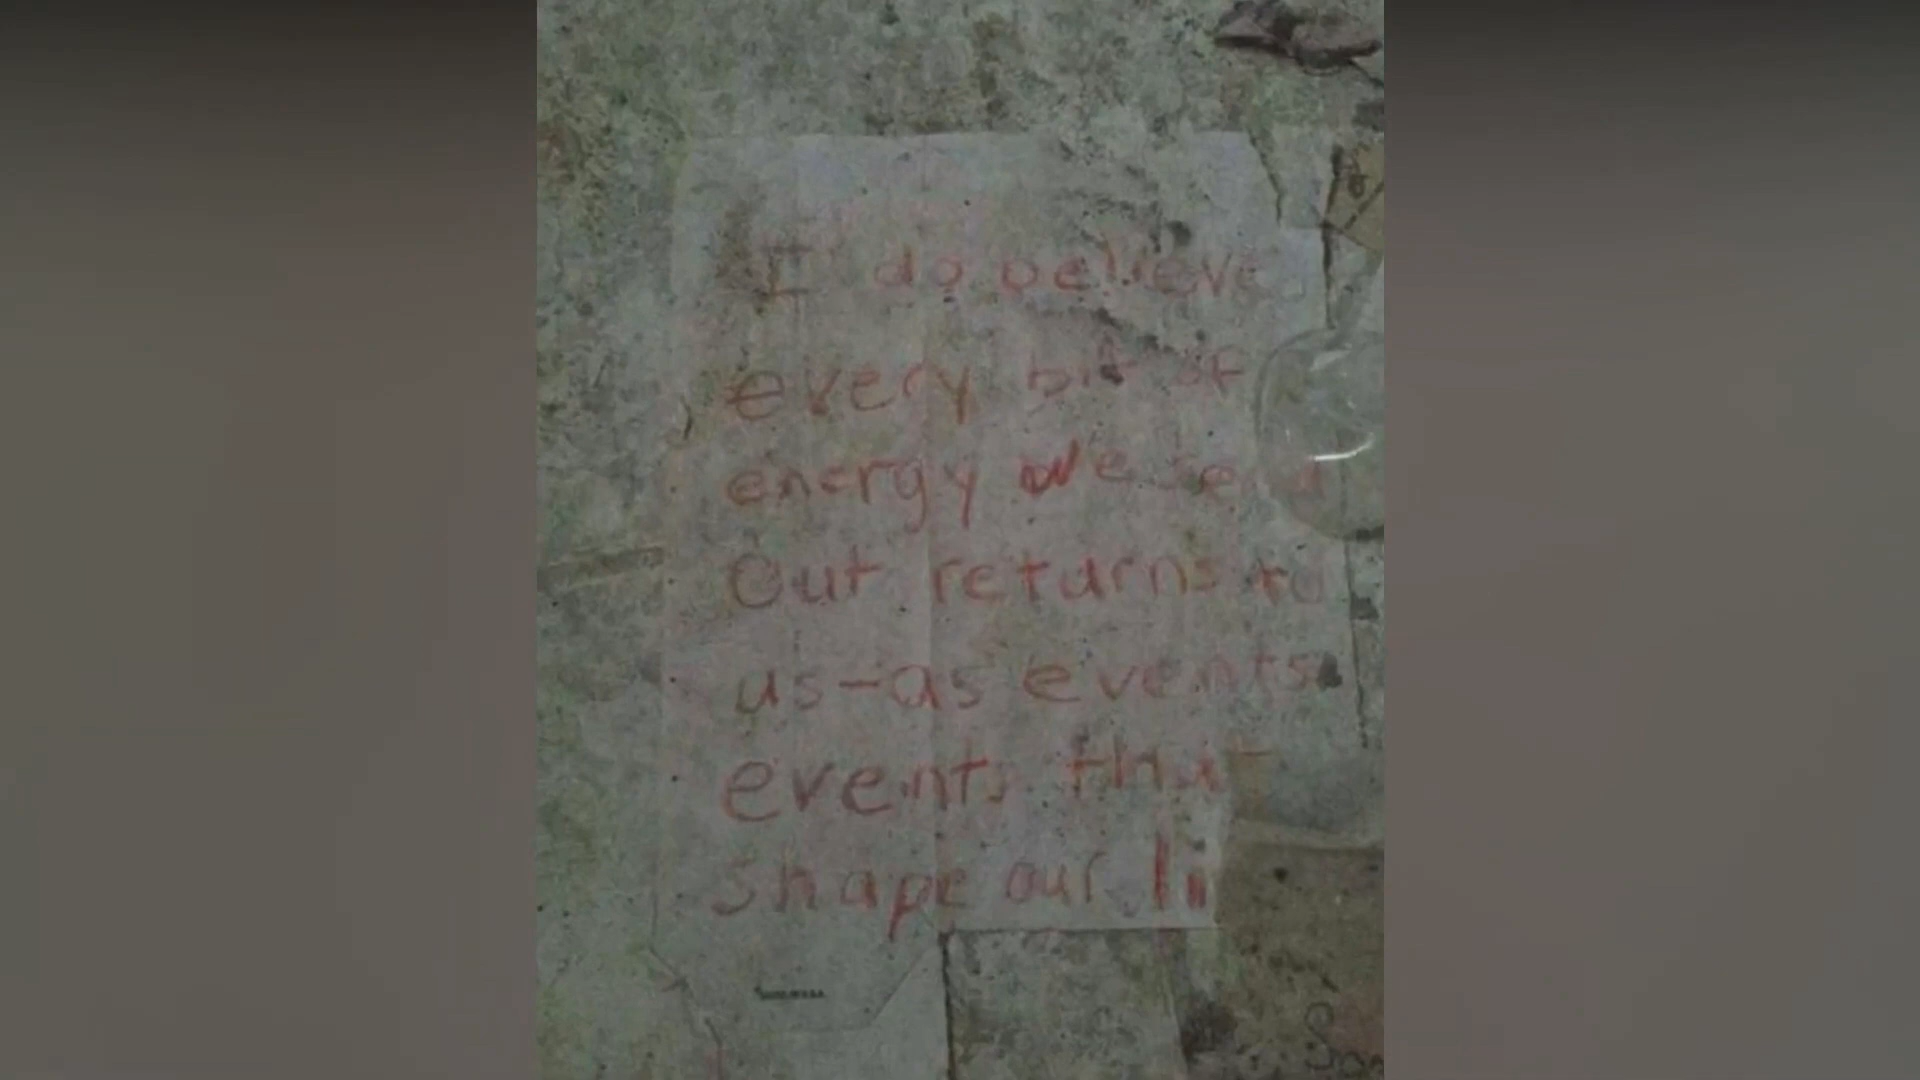 I do believe
every bit of
energy we send
Out returns to
us-as events
events that
shape our li